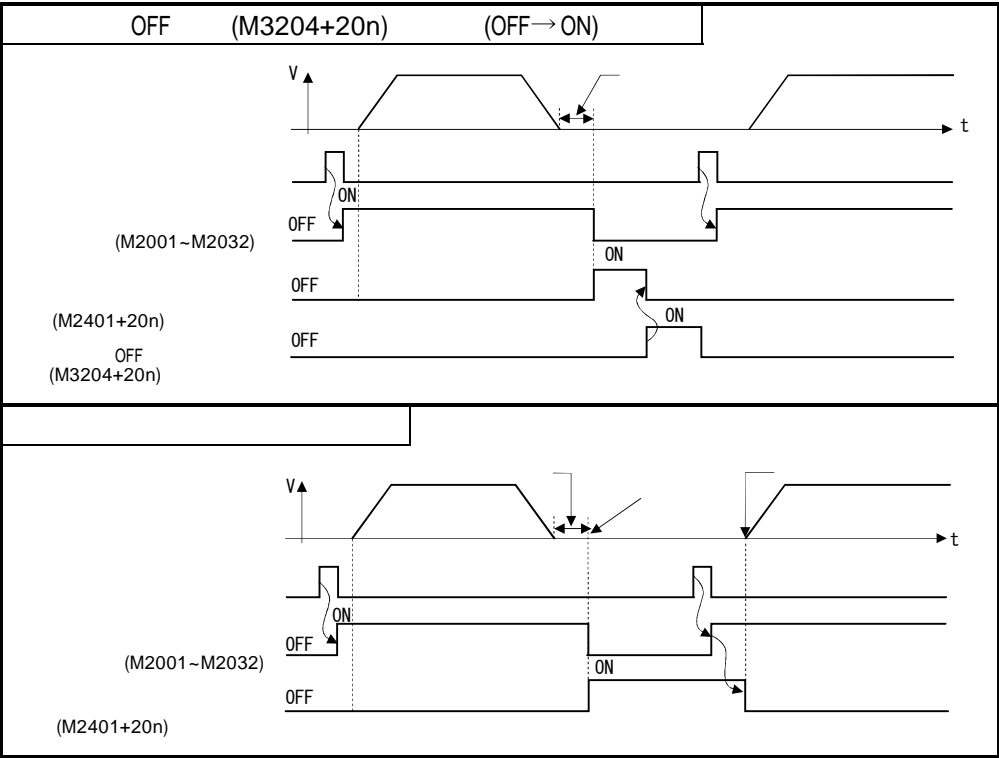 OFF (M3204+20n) (OFF→ON)
V
t
ON
OFF
(M2001~M2032)
ON
OFF
(M2401+20n)
ON
OFF
OFF
(M3204+20n)
V
t
ON
OFF
(M2001~M2032)
ON
OFF
(M2401+20n)